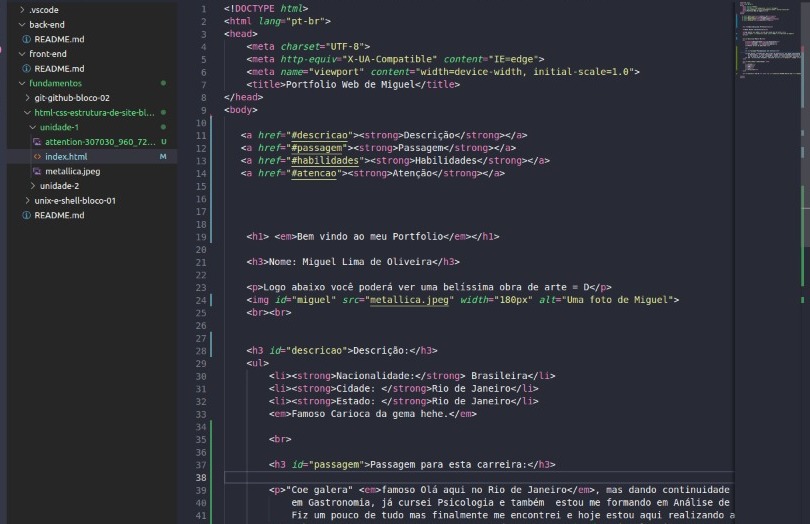 .vscode
back-end
README.md
front-end
README.md
fundamentos
git-github-bloco-02
html-css-estrutura-de-site-bl...
unidade-1
attention-307030_960_72... U
index.html M
metallica.jpeg
unidade-2
unix-e-shell-bloco-01
README.md
1 <!DOCTYPE html>
2 <html lang="pt-br">
3 <head>
4 <meta charset="UTF-8">
5 <meta http-equiv="X-UA-Compatible" content="IE=edge">
6 <meta name="viewport" content="width=device-width, initial-scale=1.0">
7 <title>Portfolio Web de Miguel</title>
8 </head>
9 <body>
10
11 <a href="#descricao"><strong>Descrição</strong></a>
12 <a href="#passagem"><strong>Passagem</strong></a>
13 <a href="#habilidades"><strong>Habilidades</strong></a>
14 <a href="#atencao"><strong>Atenção</strong></a>
15
16
17
18
19 <h1> <em>Bem vindo ao meu Portfolio</em></h1>
20
21 <h3>Nome: Miguel Lima de Oliveira</h3>
22
23 <p>Logo abaixo você poderá ver uma belíssima obra de arte = D</p>
24 <img id="miguel" src="metallica.jpeg" width="180px" alt="Uma foto de Miguel">
25 <br><br>
26
27
28 <h3 id="descricao">Descrição:</h3>
29 <ul>
30 <li><strong>Nacionalidade:</strong> Brasileira</li>
31 <li><strong>Cidade: </strong>Rio de Janeiro</li>
32 <li><strong>Estado: </strong>Rio de Janeiro</li>
33 <em>Famoso Carioca da gema hehe.</em>
34
35 <br>
36
37 <h3 id="passagem">Passagem para esta carreira:</h3>
38
39 <p>"Coe galera" <em>famoso Olá aqui no Rio de Janeiro</em>, mas dando continuidade
40 em Gastronomia, já cursei Psicologia e também estou me formando em Análise de
41 Fiz um pouco de tudo mas finalmente me encontrei e hoje estou aqui realizando a